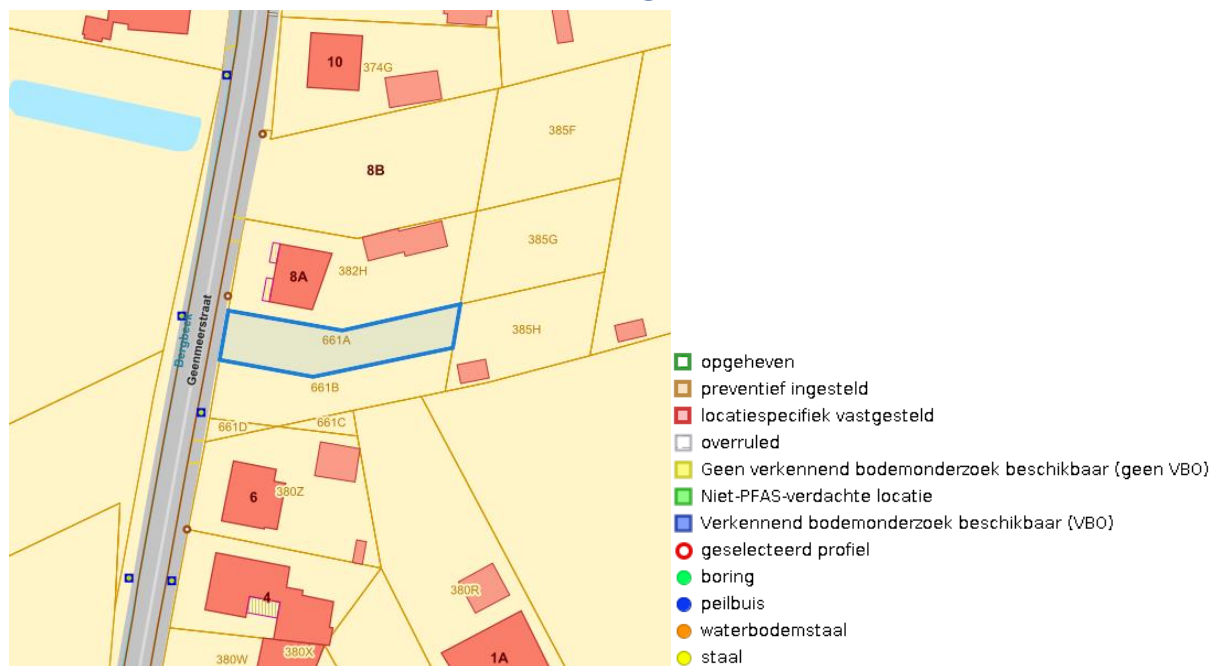 10
374G
385F
8B
385G
8A
382H
385H
661A
Bergbeek
Geenmeerstraat
661B
661C
661D
6
380Z
4
380R
380X
380W
1A
opgeheven
preventief ingesteld
locatiespecifiek vastgesteld
overruled
Geen verkennend bodemonderzoek beschikbaar (geen VBO)
Niet-PFAS-verdachte locatie
Verkennend bodemonderzoek beschikbaar (VBO)
geselecteerd profiel
boring
peilbuis
waterbodemstaal
staal